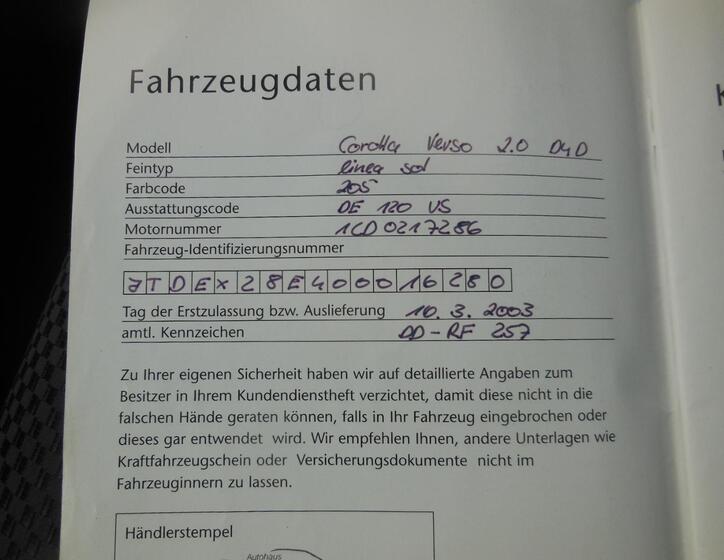 Fahrzeugdaten
Modell Corolla Verso 2.0 D4D
Feintyp linea sol
Farbcode 205
Ausstattungscode DE 120 VS
Motornummer 1CD 0217286
Fahrzeug-Identifizierungsnummer
JTDEX28E400016280
Tag der Erstzulassung bzw. Auslieferung 10. 3. 2003
amtl. Kennzeichen DD-RF 257
Zu Ihrer eigenen Sicherheit haben wir auf detaillierte Angaben zum
Besitzer in Ihrem Kundendienstheft verzichtet, damit diese nicht in die
falschen Hände geraten können, falls in Ihr Fahrzeug eingebrochen oder
dieses gar entwendet wird. Wir empfehlen Ihnen, andere Unterlagen wie
Kraftfahrzeugschein oder Versicherungsdokumente nicht im
Fahrzeuginnern zu lassen.
Händlerstempel
Autohaus